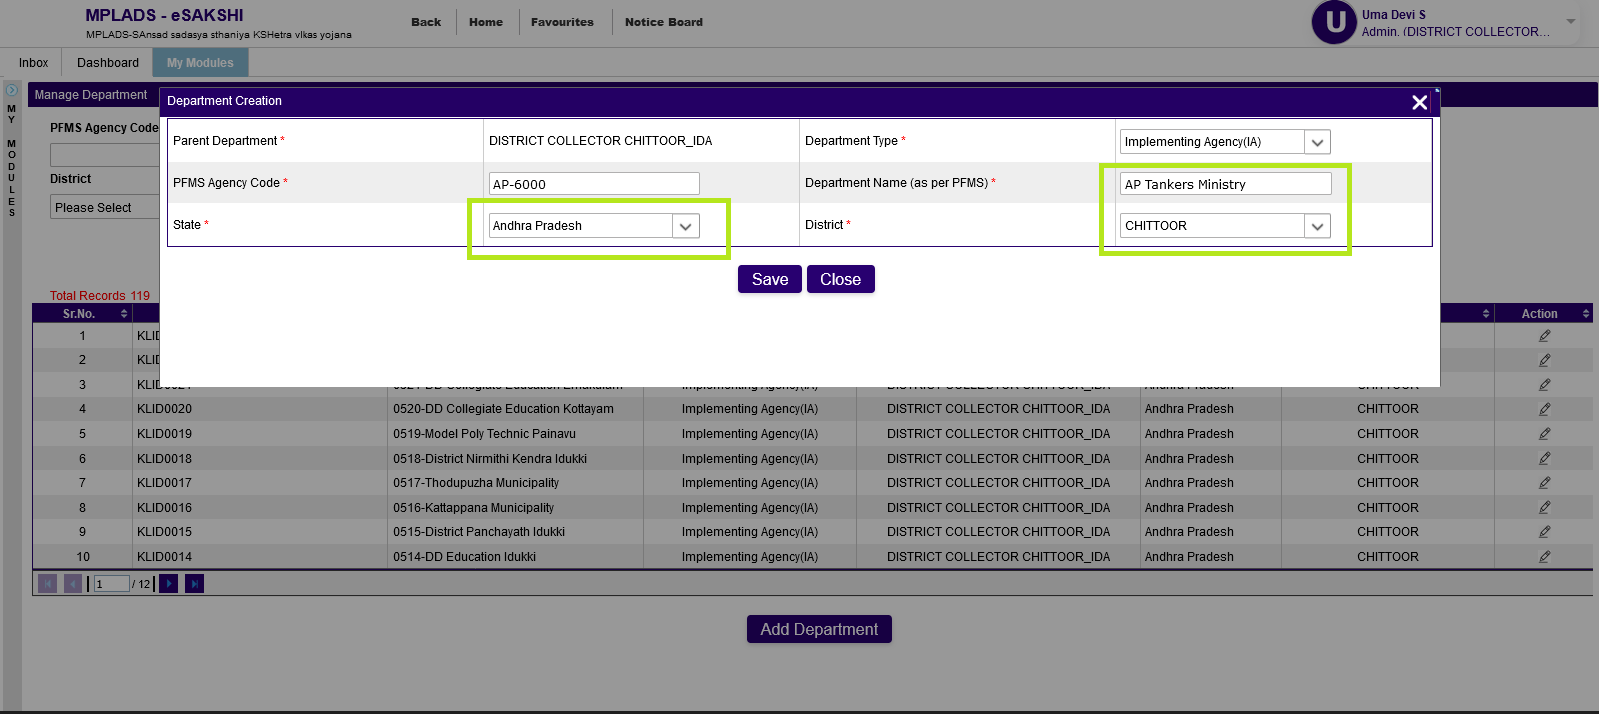 MPLADS - eSAKSHI
MPLADS-SAnsad sadasya sthaniya KSHetra vIkas yojana
Back Home Favourites Notice Board
U
Uma Devi S
Admin. (DISTRICT COLLECTOR...
Inbox Dashboard My Modules
MY MODULES
Manage Department
Department Creation
PFMS Agency Code
District
Please Select
Parent Department * DISTRICT COLLECTOR CHITTOOR_IDA Department Type * Implementing Agency(IA)
PFMS Agency Code * AP-6000 Department Name (as per PFMS) * AP Tankers Ministry
State * Andhra Pradesh District * CHITTOOR
Save Close
Total Records 119
Sr.No. Action
1 KLI
2 KLI
3
4 KLID0020 0520-DD Collegiate Education Kottayam Implementing Agency(IA) DISTRICT COLLECTOR CHITTOOR_IDA Andhra Pradesh CHITTOOR
5 KLID0019 0519-Model Poly Technic Painavu Implementing Agency(IA) DISTRICT COLLECTOR CHITTOOR_IDA Andhra Pradesh CHITTOOR
6 KLID0018 0518-District Nirmithi Kendra Idukki Implementing Agency(IA) DISTRICT COLLECTOR CHITTOOR_IDA Andhra Pradesh CHITTOOR
7 KLID0017 0517-Thodupuzha Municipality Implementing Agency(IA) DISTRICT COLLECTOR CHITTOOR_IDA Andhra Pradesh CHITTOOR
8 KLID0016 0516-Kattappana Municipality Implementing Agency(IA) DISTRICT COLLECTOR CHITTOOR_IDA Andhra Pradesh CHITTOOR
9 KLID0015 0515-District Panchayath Idukki Implementing Agency(IA) DISTRICT COLLECTOR CHITTOOR_IDA Andhra Pradesh CHITTOOR
10 KLID0014 0514-DD Education Idukki Implementing Agency(IA) DISTRICT COLLECTOR CHITTOOR_IDA Andhra Pradesh CHITTOOR
1 / 12
Add Department